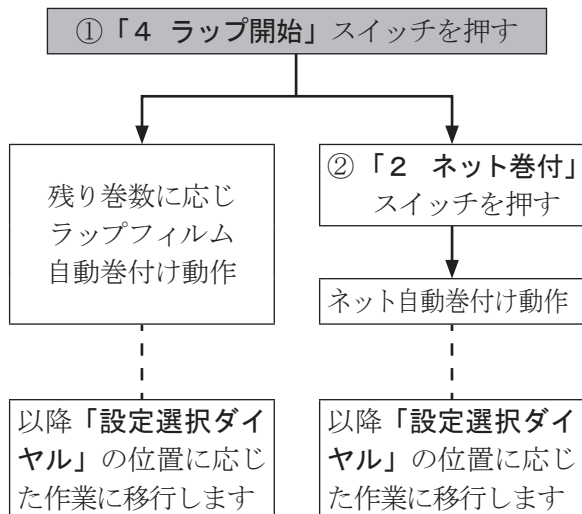 ①「4 ラップ開始」スイッチを押す
残り巻数に応じ
ラップフィルム
自動巻付け動作
②「2 ネット巻付」
スイッチを押す
ネット自動巻付け動作
以降「設定選択ダイ
ヤル」の位置に応じ
た作業に移行します
以降「設定選択ダイ
ヤル」の位置に応じ
た作業に移行します